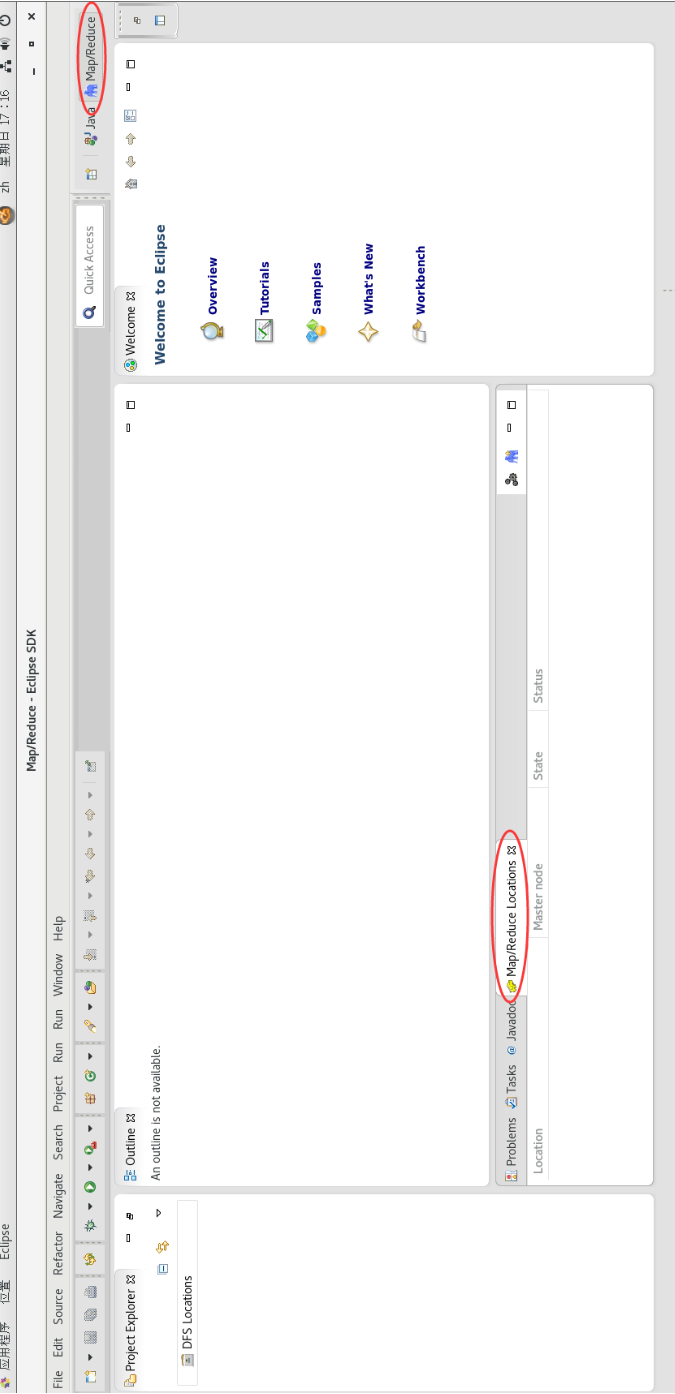 应用程序 位置 Eclipse 星期日 17 : 16 zh
Map/Reduce - Eclipse SDK
File Edit Source Refactor Navigate Search Project Run Run Window Help
Quick Access Java Map/Reduce
Project Explorer
DFS Locations
Outline
An outline is not available.
Welcome
Welcome to Eclipse
Overview
Tutorials
Samples
What's New
Workbench
Problems Tasks @ Javadoc Map/Reduce Locations
Location Master node State Status